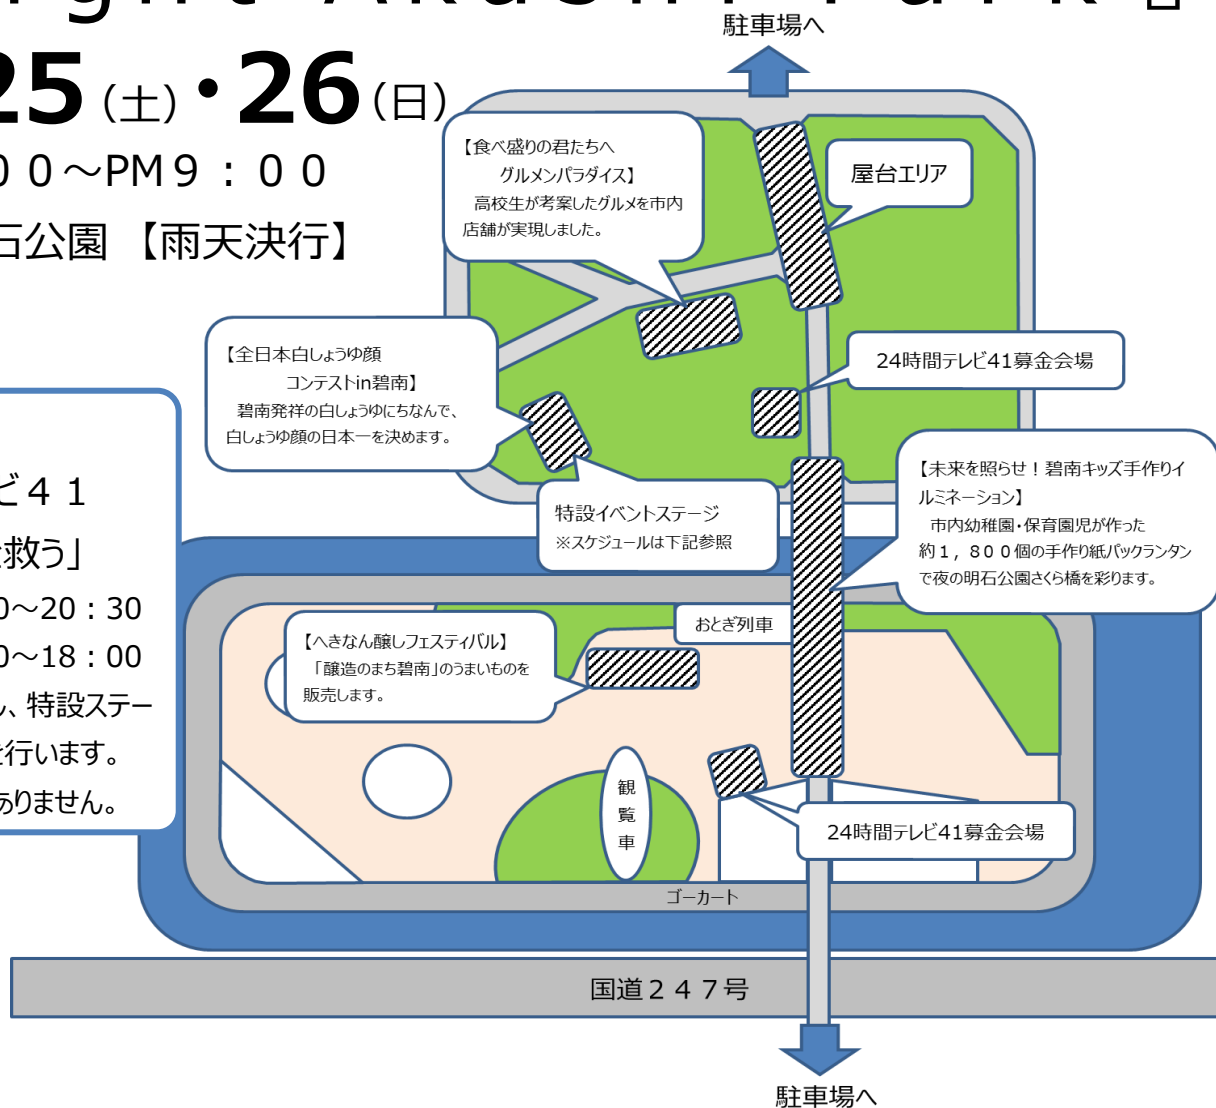 ight Akashi Park』
駐車場へ
25（土）・26（日）
００～PM９：００
石公園 【雨天決行】
【食べ盛りの君たちへ
グルメンパラダイス】
高校生が考案したグルメを市内
店舗が実現しました。
屋台エリア
【全日本白しょうゆ顔
コンテストin碧南】
碧南発祥の白しょうゆにちなんで、
白しょうゆ顔の日本一を決めます。
24時間テレビ41募金会場
ビ４１
救う」
0～20：30
0～18：00
、特設ステー
を行います。
ありません。
特設イベントステージ
※スケジュールは下記参照
【未来を照らせ！碧南キッズ手作りイ
ルミネーション】
市内幼稚園・保育園児が作った
約１，８００個の手作り紙パックランタン
で夜の明石公園さくら橋を彩ります。
おとぎ列車
【へきなん醸しフェスティバル】
「醸造のまち碧南」のうまいものを
販売します。
観覧車
24時間テレビ41募金会場
ゴーカート
国道２４７号
駐車場へ